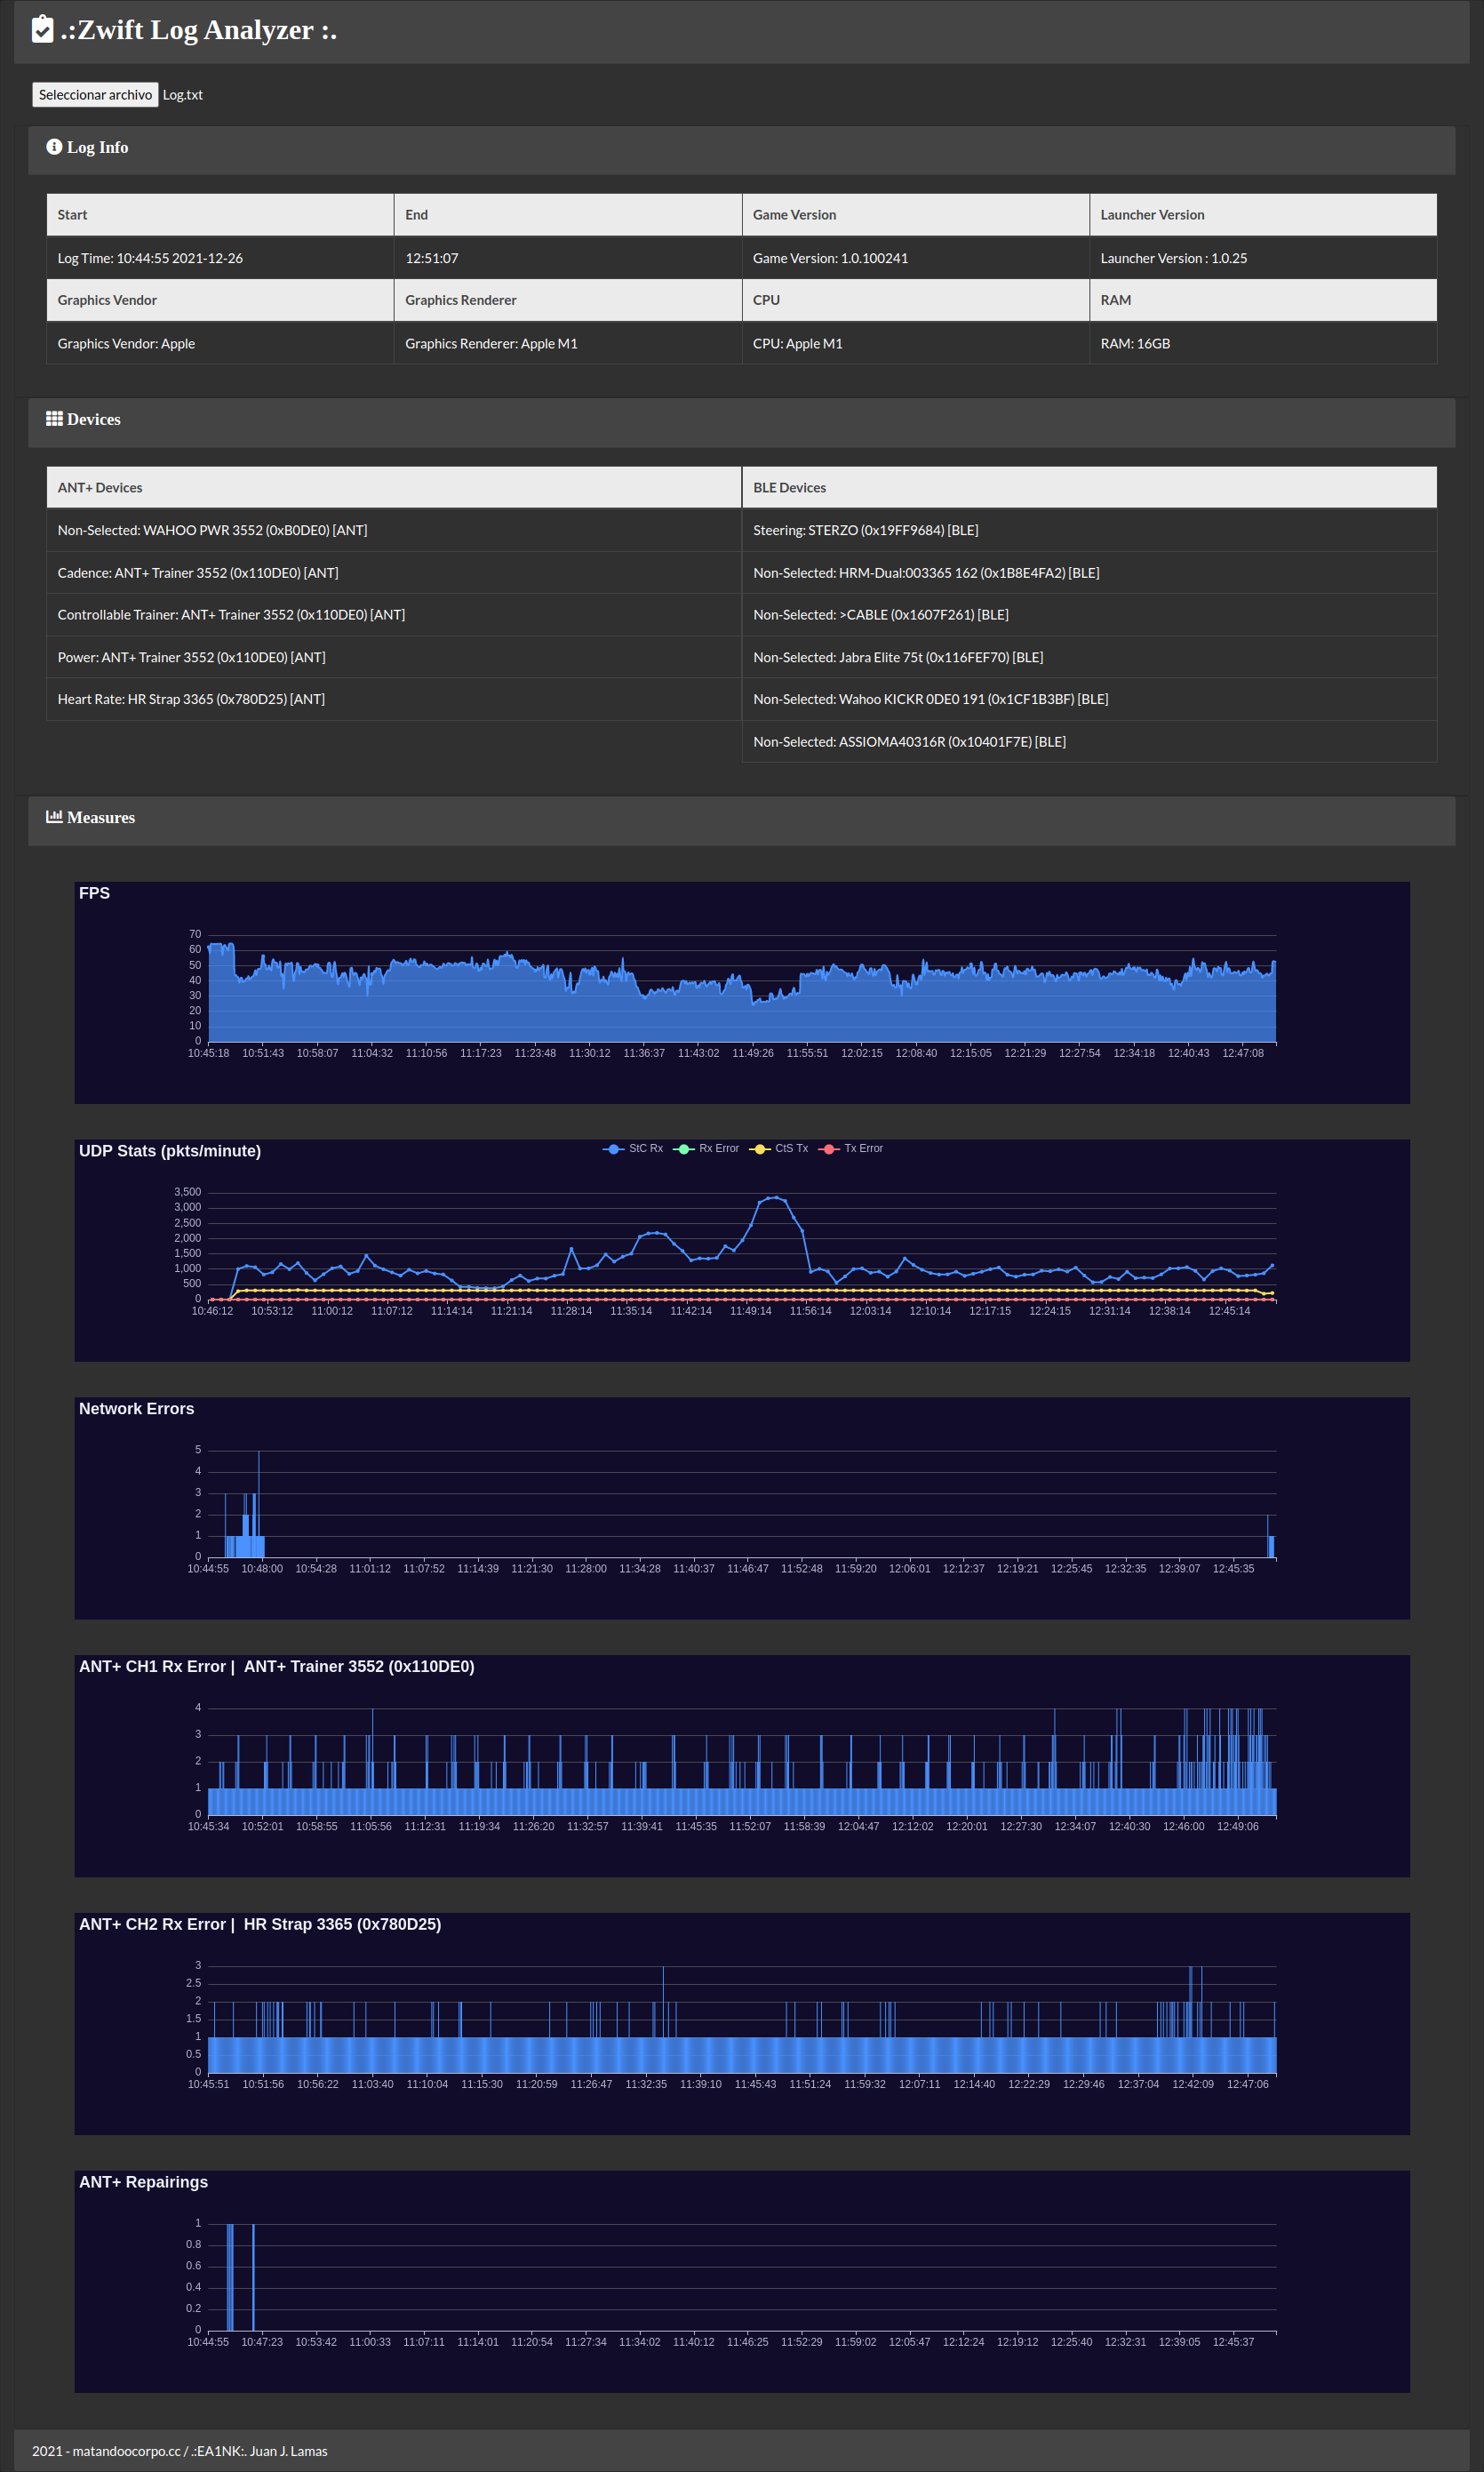 .:Zwift Log Analyzer :.
Seleccionar archivo Log.txt
Log Info
Start End Game Version Launcher Version
Log Time: 10:44:55 2021-12-26 12:51:07 Game Version: 1.0.100241 Launcher Version : 1.0.25
Graphics Vendor Graphics Renderer CPU RAM
Graphics Vendor: Apple Graphics Renderer: Apple M1 CPU: Apple M1 RAM: 16GB
Devices
ANT+ Devices BLE Devices
Non-Selected: WAHOO PWR 3552 (0xB0DE0) [ANT] Steering: STERZO (0x19FF9684) [BLE]
Cadence: ANT+ Trainer 3552 (0x110DE0) [ANT] Non-Selected: HRM-Dual:003365 162 (0x1B8E4FA2) [BLE]
Controllable Trainer: ANT+ Trainer 3552 (0x110DE0) [ANT] Non-Selected: >CABLE (0x1607F261) [BLE]
Power: ANT+ Trainer 3552 (0x110DE0) [ANT] Non-Selected: Jabra Elite 75t (0x116FEF70) [BLE]
Heart Rate: HR Strap 3365 (0x780D25) [ANT] Non-Selected: Wahoo KICKR 0DE0 191 (0x1CF1B3BF) [BLE]
Non-Selected: ASSIOMA40316R (0x10401F7E) [BLE]
Measures
FPS
70
60
50
40
30
20
10
0
10:45:18 10:51:43 10:58:07 11:04:32 11:10:56 11:17:23 11:23:48 11:30:12 11:36:37 11:43:02 11:49:26 11:55:51 12:02:15 12:08:40 12:15:05 12:21:29 12:27:54 12:34:18 12:40:43 12:47:08
UDP Stats (pkts/minute) StC Rx Rx Error CtS Tx Tx Error
3,500
3,000
2,500
2,000
1,500
1,000
500
0
10:46:12 10:53:12 11:00:12 11:07:12 11:14:14 11:21:14 11:28:14 11:35:14 11:42:14 11:49:14 11:56:14 12:03:14 12:10:14 12:17:15 12:24:15 12:31:14 12:38:14 12:45:14
Network Errors
5
4
3
2
1
0
10:44:55 10:48:00 10:54:28 11:01:12 11:07:52 11:14:39 11:21:30 11:28:00 11:34:28 11:40:37 11:46:47 11:52:48 11:59:20 12:06:01 12:12:37 12:19:21 12:25:45 12:32:35 12:39:07 12:45:35
ANT+ CH1 Rx Error | ANT+ Trainer 3552 (0x110DE0)
4
3
2
1
0
10:45:34 10:52:01 10:58:55 11:05:56 11:12:31 11:19:34 11:26:20 11:32:57 11:39:41 11:45:35 11:52:07 11:58:39 12:04:47 12:12:02 12:20:01 12:27:30 12:34:07 12:40:30 12:46:00 12:49:06
ANT+ CH2 Rx Error | HR Strap 3365 (0x780D25)
3
2.5
2
1.5
1
0.5
0
10:45:51 10:51:56 10:56:22 11:03:40 11:10:04 11:15:30 11:20:59 11:26:47 11:32:35 11:39:10 11:45:43 11:51:24 11:59:32 12:07:11 12:14:40 12:22:29 12:29:46 12:37:04 12:42:09 12:47:06
ANT+ Repairings
1
0.8
0.6
0.4
0.2
0
10:44:55 10:47:23 10:53:42 11:00:33 11:07:11 11:14:01 11:20:54 11:27:34 11:34:02 11:40:12 11:46:25 11:52:29 11:59:02 12:05:47 12:12:24 12:19:12 12:25:40 12:32:31 12:39:05 12:45:37
2021 - matandoocorpo.cc / .:EA1NK:. Juan J. Lamas